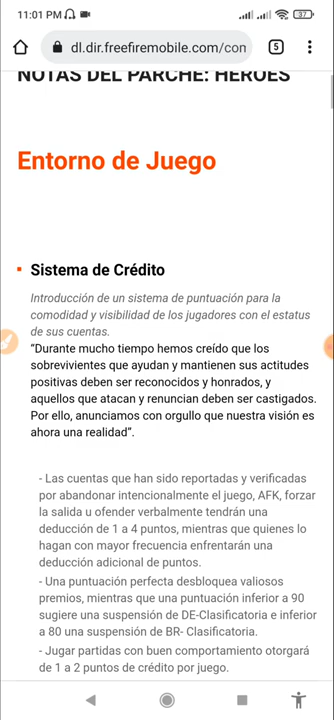 11:01 PM
37
dl.dir.freefiremobile.com/con
5
NOTAS DEL PARCHE: HÉROES
Entorno de Juego
Sistema de Crédito
Introducción de un sistema de puntuación para la
comodidad y visibilidad de los jugadores con el estatus
de sus cuentas.
“Durante mucho tiempo hemos creído que los
sobrevivientes que ayudan y mantienen sus actitudes
positivas deben ser reconocidos y honrados, y
aquellos que atacan y renuncian deben ser castigados.
Por ello, anunciamos con orgullo que nuestra visión es
ahora una realidad”.
- Las cuentas que han sido reportadas y verificadas
por abandonar intencionalmente el juego, AFK, forzar
la salida u ofender verbalmente tendrán una
deducción de 1 a 4 puntos, mientras que quienes lo
hagan con mayor frecuencia enfrentarán una
deducción adicional de puntos.
- Una puntuación perfecta desbloquea valiosos
premios, mientras que una puntuación inferior a 90
sugiere una suspensión de DE-Clasificatoria e inferior
a 80 una suspensión de BR- Clasificatoria.
- Jugar partidas con buen comportamiento otorgará
de 1 a 2 puntos de crédito por juego.